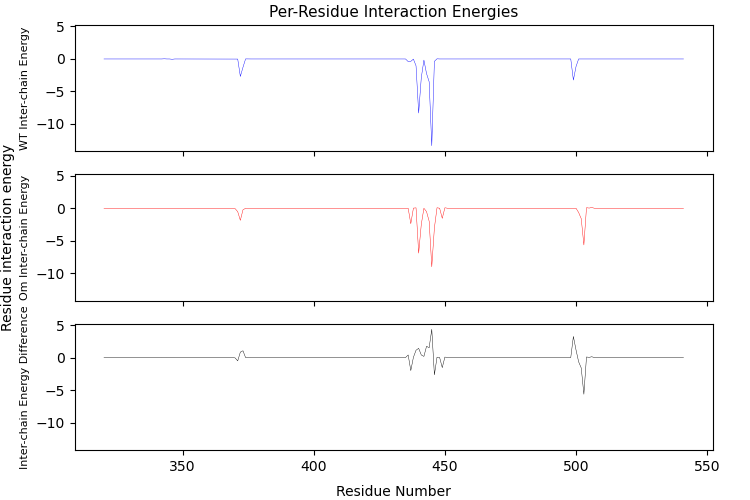 Per-Residue Interaction Energies
Residue interaction energy
WT Inter-chain Energy
5
0
−5
−10
Om Inter-chain Energy
5
0
−5
−10
Inter-chain Energy Difference
5
0
−5
−10
350
400
450
500
550
Residue Number